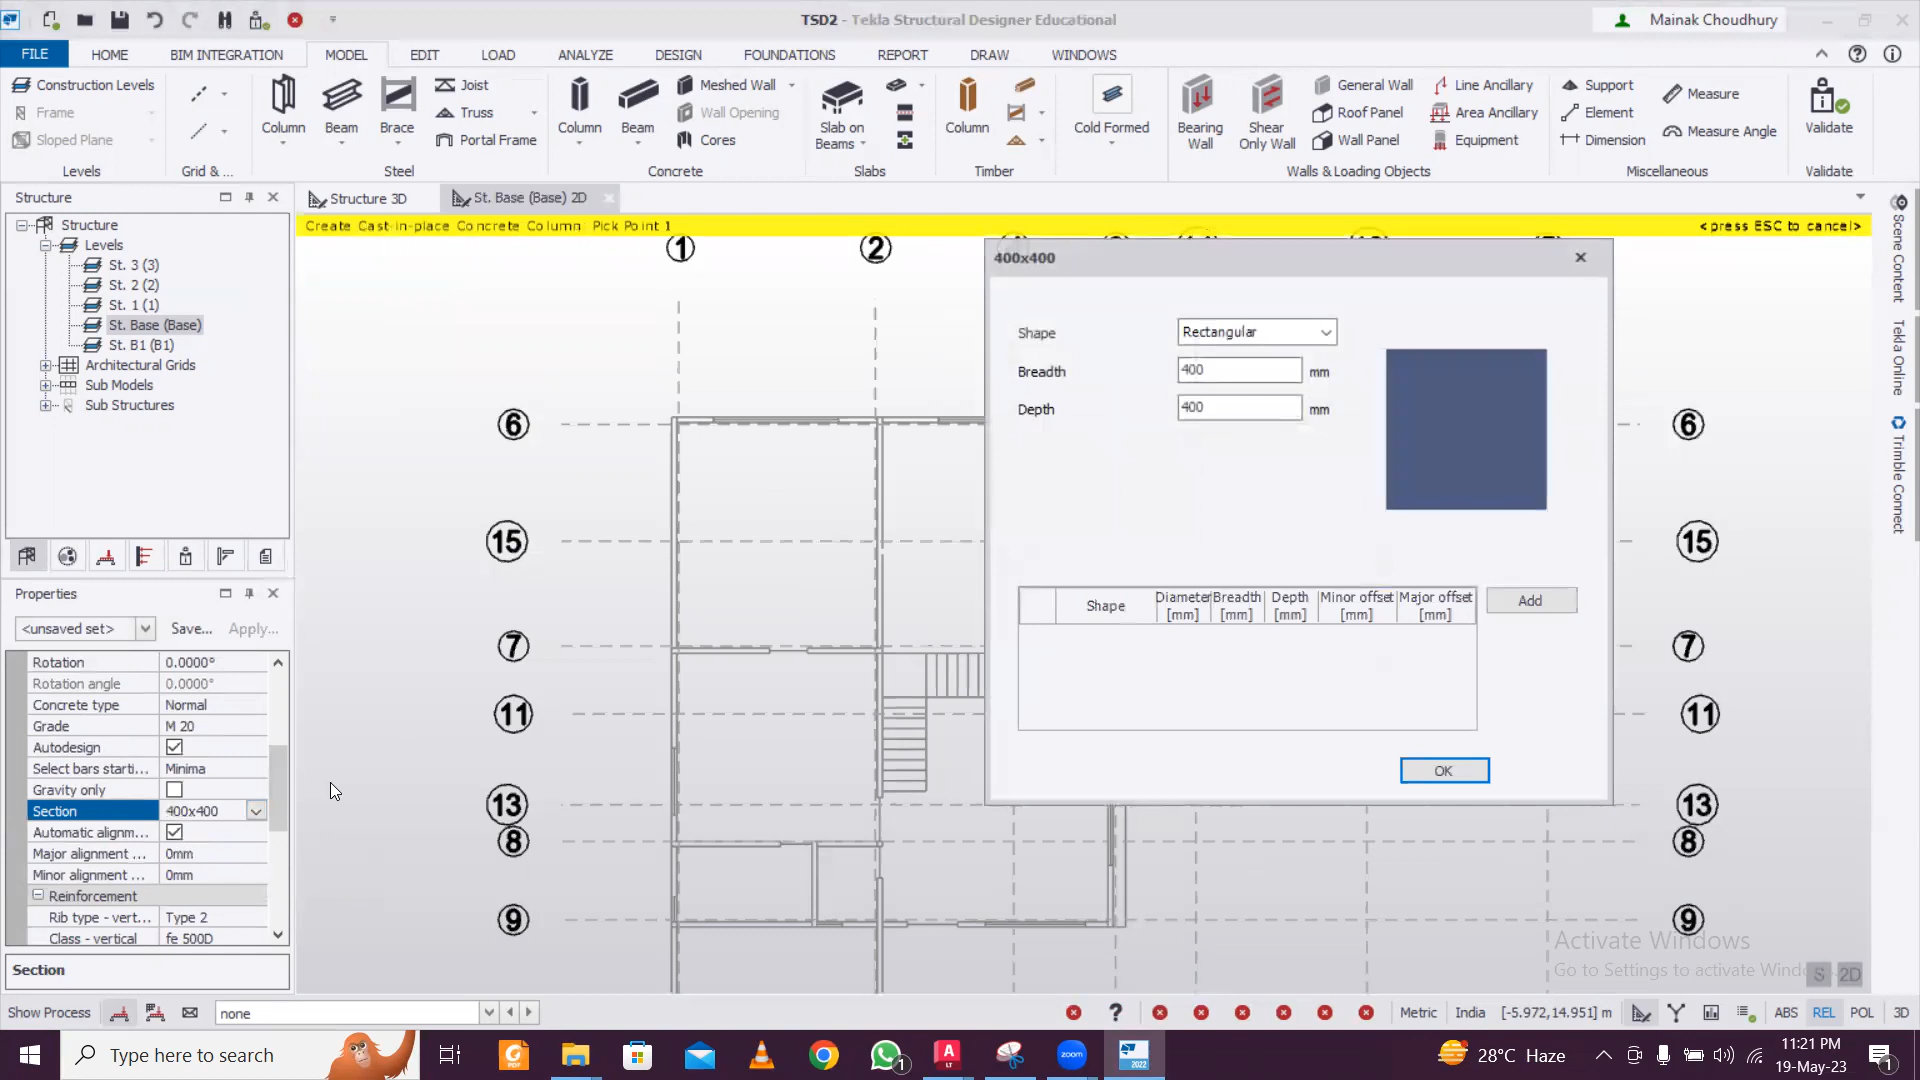 TSD2 - Tekla Structural Designer Educational
Mainak Choudhury
FILE HOME BIM INTEGRATION MODEL EDIT LOAD ANALYZE DESIGN FOUNDATIONS REPORT DRAW WINDOWS
Construction Levels
Frame
Sloped Plane
Levels
Grid & ...
Column
Beam
Brace
Joist
Truss
Portal Frame
Steel
Column
Beam
Meshed Wall
Wall Opening
Cores
Concrete
Slab on
Beams
Slabs
Column
Timber
Cold Formed
Bearing
Wall
Shear
Only Wall
General Wall
Roof Panel
Wall Panel
Line Ancillary
Area Ancillary
Equipment
Walls & Loading Objects
Support
Element
Dimension
Measure
Measure Angle
Miscellaneous
Validate
Validate
Structure
Structure
Levels
St. 3 (3)
St. 2 (2)
St. 1 (1)
St. Base (Base)
St. B1 (B1)
Architectural Grids
Sub Models
Sub Structures
Properties
<unsaved set> Save... Apply...
Rotation 0.0000°
Rotation angle 0.0000°
Concrete type Normal
Grade M 20
Autodesign
Select bars starti... Minima
Gravity only
Section 400x400
Automatic alignm...
Major alignment ... 0mm
Minor alignment ... 0mm
Reinforcement
Rib type - vert... Type 2
Class - vertical fe 500D
Section
Structure 3D St. Base (Base) 2D
Create Cast-in-place Concrete Column: Pick Point 1 <press ESC to cancel>
1 2
6 6
15 15
7 7
11 11
13 13
8 8
9 9
400x400
Shape Rectangular
Breadth 400 mm
Depth 400 mm
Shape Diameter [mm] Breadth [mm] Depth [mm] Minor offset [mm] Major offset [mm]
Add
OK
Scene Content
Tekla Online
Trimble Connect
Activate Windows
Go to Settings to activate Wind
S 2D
Show Process none Metric India [-5.972,14.951] m ABS REL POL 3D
Type here to search
PDF
1
A
LT
zoom
2022
28°C Haze
11:21 PM
19-May-23
1